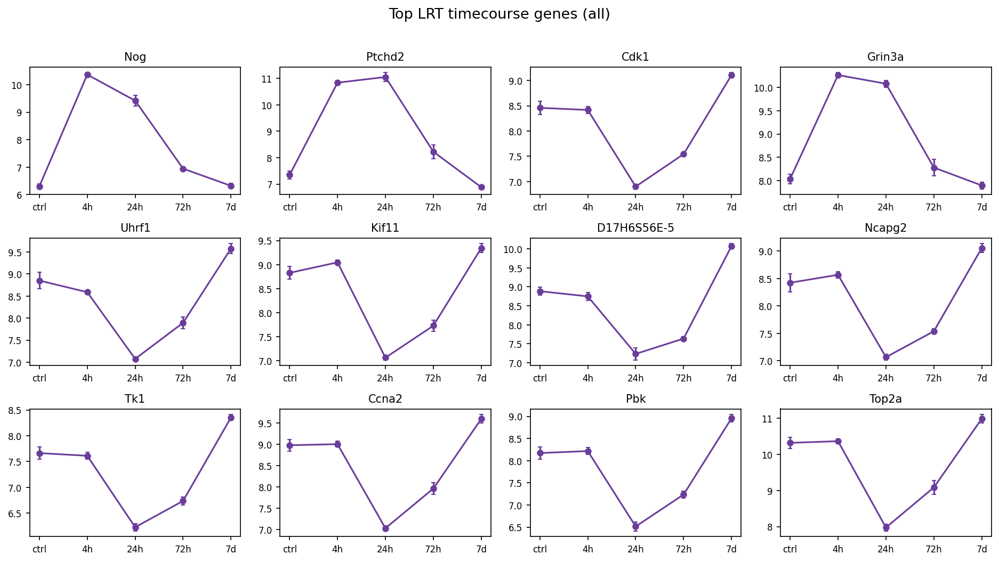 Top LRT timecourse genes (all)
Nog
Ptchd2
Cdk1
Grin3a
10
9
8
7
6
ctrl 4h 24h 72h 7d
11
10
9
8
7
ctrl 4h 24h 72h 7d
9.0
8.5
8.0
7.5
7.0
ctrl 4h 24h 72h 7d
10.0
9.5
9.0
8.5
8.0
ctrl 4h 24h 72h 7d
Uhrf1
Kif11
D17H6S56E-5
Ncapg2
9.5
9.0
8.5
8.0
7.5
7.0
ctrl 4h 24h 72h 7d
9.5
9.0
8.5
8.0
7.5
7.0
ctrl 4h 24h 72h 7d
10.0
9.5
9.0
8.5
8.0
7.5
7.0
ctrl 4h 24h 72h 7d
9.0
8.5
8.0
7.5
7.0
ctrl 4h 24h 72h 7d
Tk1
Ccna2
Pbk
Top2a
8.5
8.0
7.5
7.0
6.5
ctrl 4h 24h 72h 7d
9.5
9.0
8.5
8.0
7.5
7.0
ctrl 4h 24h 72h 7d
9.0
8.5
8.0
7.5
7.0
6.5
ctrl 4h 24h 72h 7d
11
10
9
8
ctrl 4h 24h 72h 7d